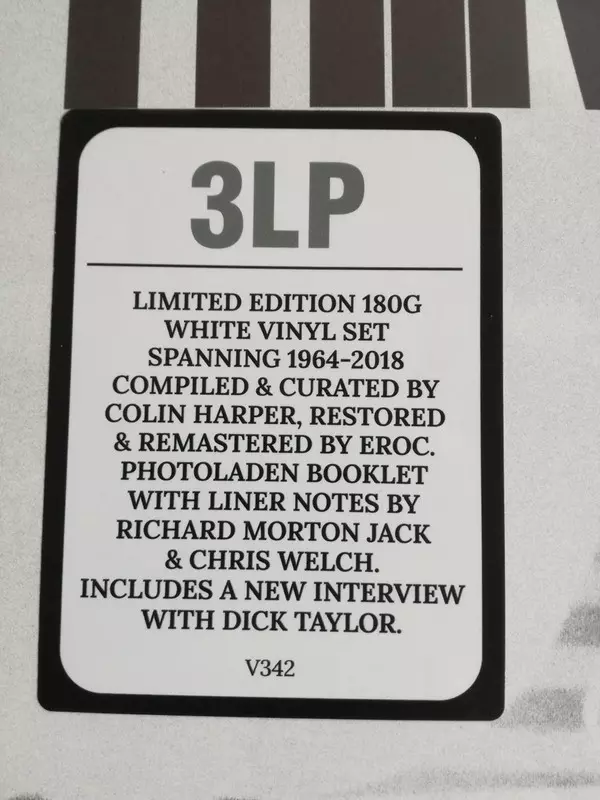 3LP
LIMITED EDITION 180G
WHITE VINYL SET
SPANNING 1964-2018
COMPILED & CURATED BY
COLIN HARPER, RESTORED
& REMASTERED BY EROC.
PHOTOLADEN BOOKLET
WITH LINER NOTES BY
RICHARD MORTON JACK
& CHRIS WELCH.
INCLUDES A NEW INTERVIEW
WITH DICK TAYLOR.
V342